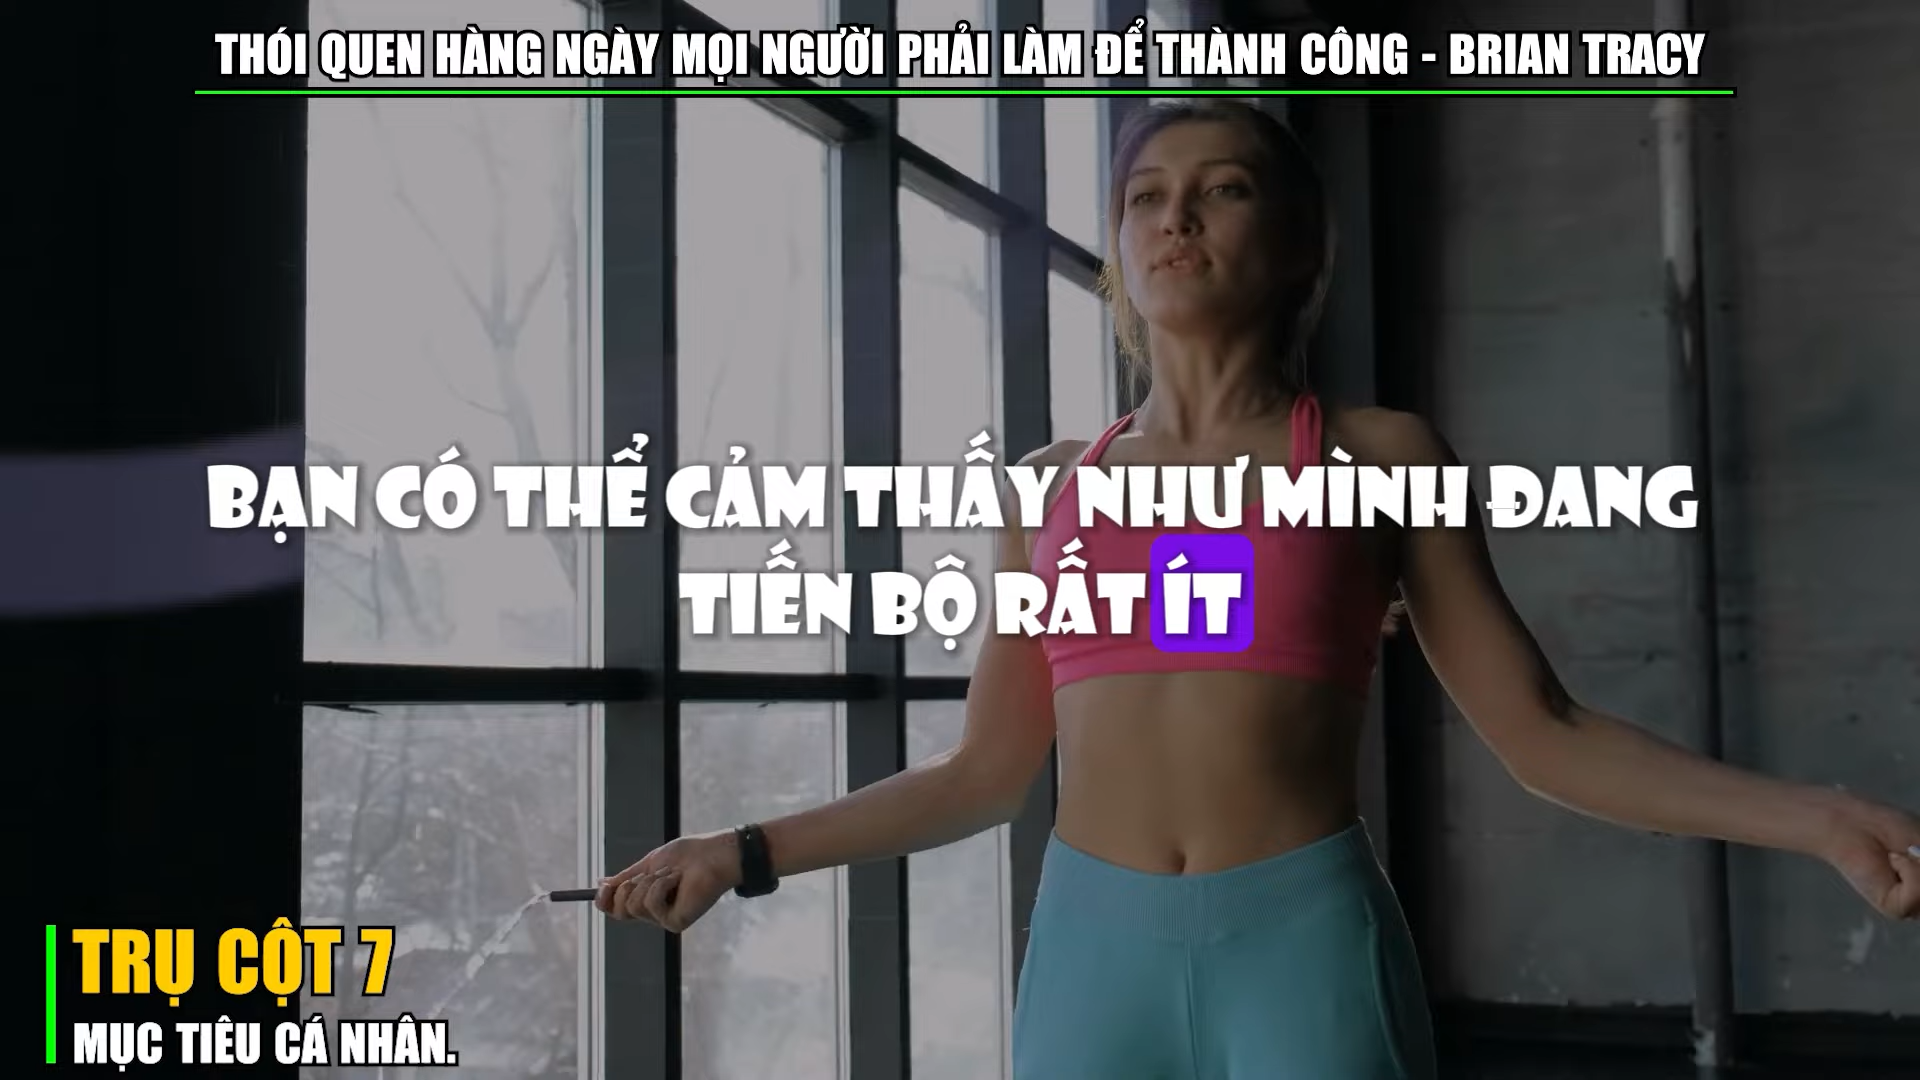 THÓI QUEN HÀNG NGÀY MỌI NGƯỜI PHẢI LÀM ĐỂ THÀNH CÔNG - BRIAN TRACY
BẠN CÓ THỂ CẢM THẤY NHƯ MÌNH ĐANG
TIẾN BỘ RẤT ÍT
TRỤ CỘT 7
MỤC TIÊU CÁ NHÂN.